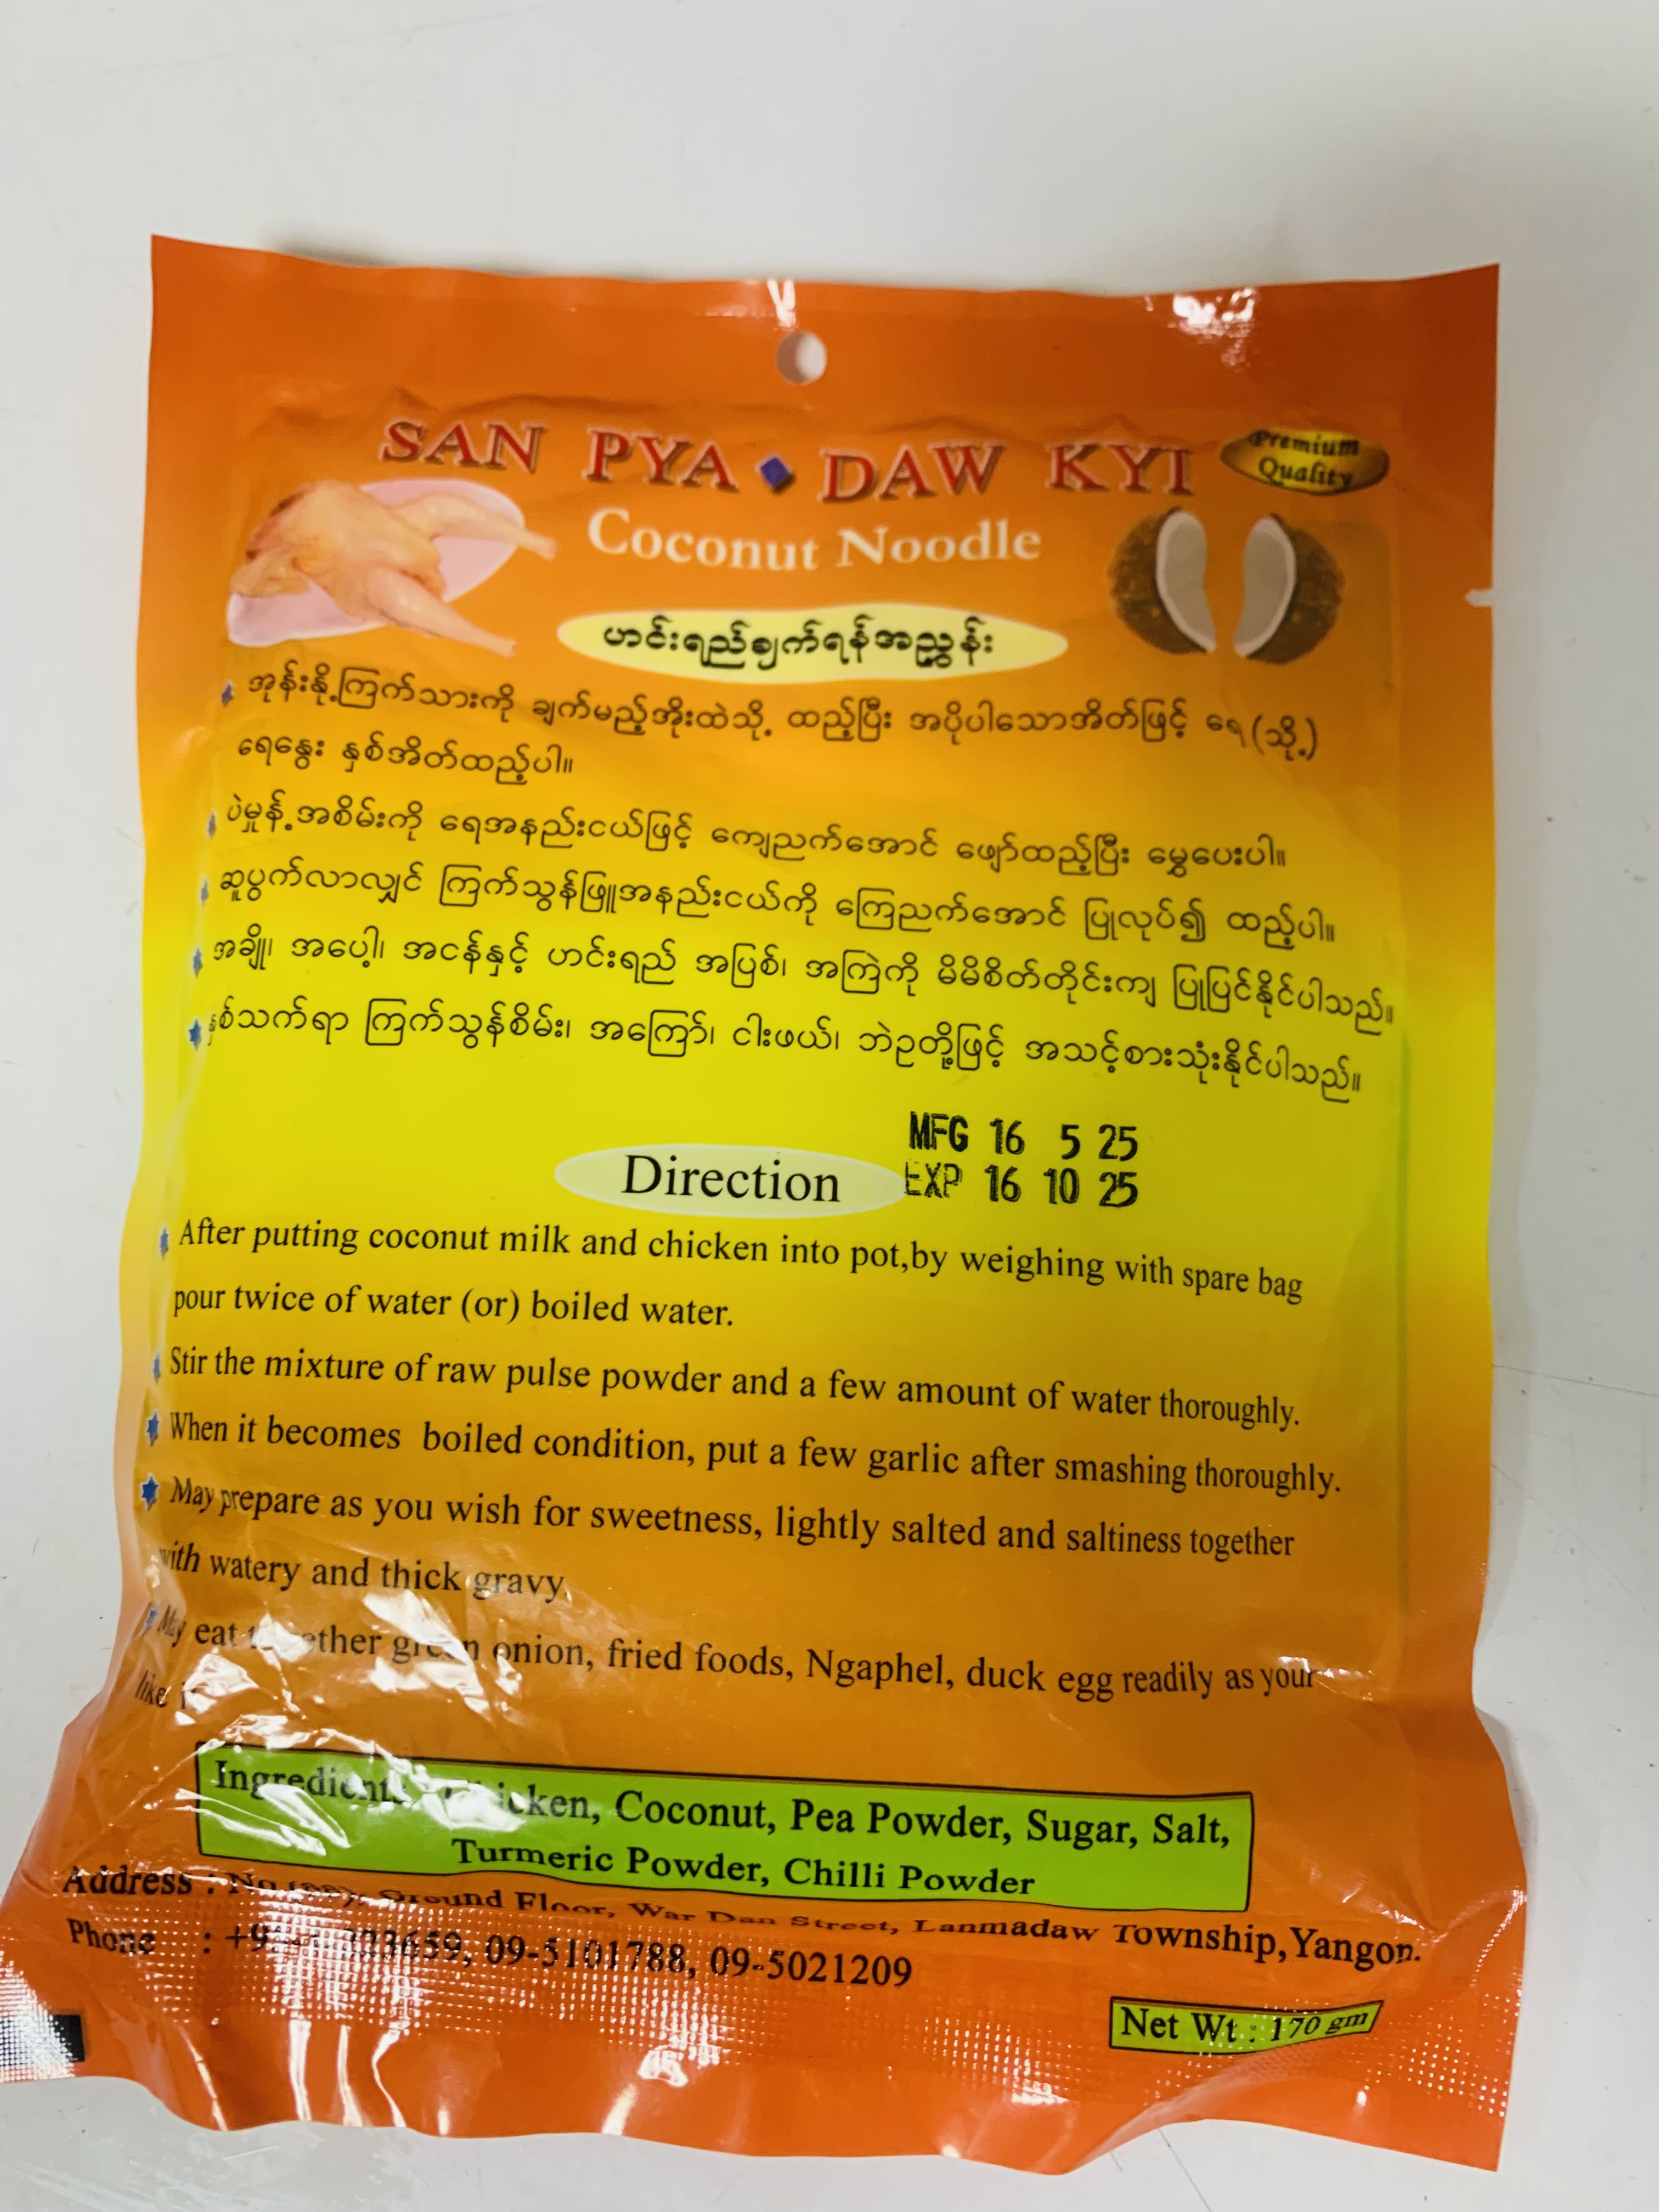 SAN PYA DAW KYI
Premium
Quality
Coconut Noodle
ဟင်းရည်ချက်ရန်အညွှန်း
အုန်းနို့ကြက်သားကို ချက်မည့်အိုးထဲသို့ ထည့်ပြီး အပိုပါသောအိတ်ဖြင့် ရေ(သို့)
ရေနွေး နှစ်အိတ်ထည့်ပါ။
ပဲမှုန့်အစိမ်းကို ရေအနည်းငယ်ဖြင့် ကျေညက်အောင် ဖျော်ထည့်ပြီး မွှေပေးပါ။
ဆူပွက်လာလျှင် ကြက်သွန်ဖြူအနည်းငယ်ကို ကြေညက်အောင် ပြုလုပ်၍ ထည့်ပါ။
အချို၊ အပေါ့၊ အငန်နှင့် ဟင်းရည် အပြစ်၊ အကြဲကို မိမိစိတ်တိုင်းကျ ပြုပြင်နိုင်ပါသည်။
နှစ်သက်ရာ ကြက်သွန်စိမ်း၊ အကြော်၊ ငါးဖယ်၊ ဘဲဥတို့ဖြင့် အသင့်စားသုံးနိုင်ပါသည်။
MFG 16 5 25
EXP 16 10 25
Direction
After putting coconut milk and chicken into pot,by weighing with spare bag
pour twice of water (or) boiled water.
Stir the mixture of raw pulse powder and a few amount of water thoroughly.
When it becomes boiled condition, put a few garlic after smashing thoroughly.
May prepare as you wish for sweetness, lightly salted and saltiness together
with watery and thick gravy
May eat together green onion, fried foods, Ngaphel, duck egg readily as your
like
Ingredients Chicken, Coconut, Pea Powder, Sugar, Salt,
Turmeric Powder, Chilli Powder
Address : Ground Floor, War Dan Street, Lanmadaw Township,Yangon.
Phone : 09-5101788, 09-5021209
Net Wt : 170 gm